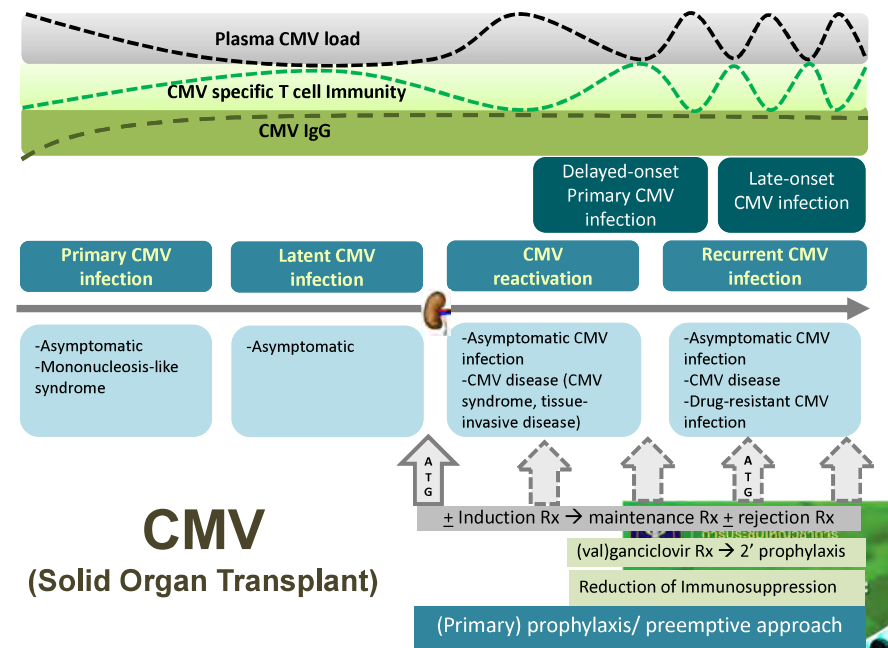 Plasma CMV load
CMV specific T cell Immunity
CMV IgG
Delayed-onset
Primary CMV
infection
Late-onset
CMV infection
Primary CMV
infection
Latent CMV
infection
CMV
reactivation
Recurrent CMV
infection
-Asymptomatic
-Mononucleosis-like
syndrome
-Asymptomatic
-Asymptomatic CMV
infection
-CMV disease (CMV
syndrome, tissue-
invasive disease)
-Asymptomatic CMV
infection
-CMV disease
-Drug-resistant CMV
infection
A
T
G
A
T
G
CMV
(Solid Organ Transplant)
+ Induction Rx → maintenance Rx + rejection Rx
(val)ganciclovir Rx → 2’ prophylaxis
Reduction of Immunosuppression
(Primary) prophylaxis/ preemptive approach